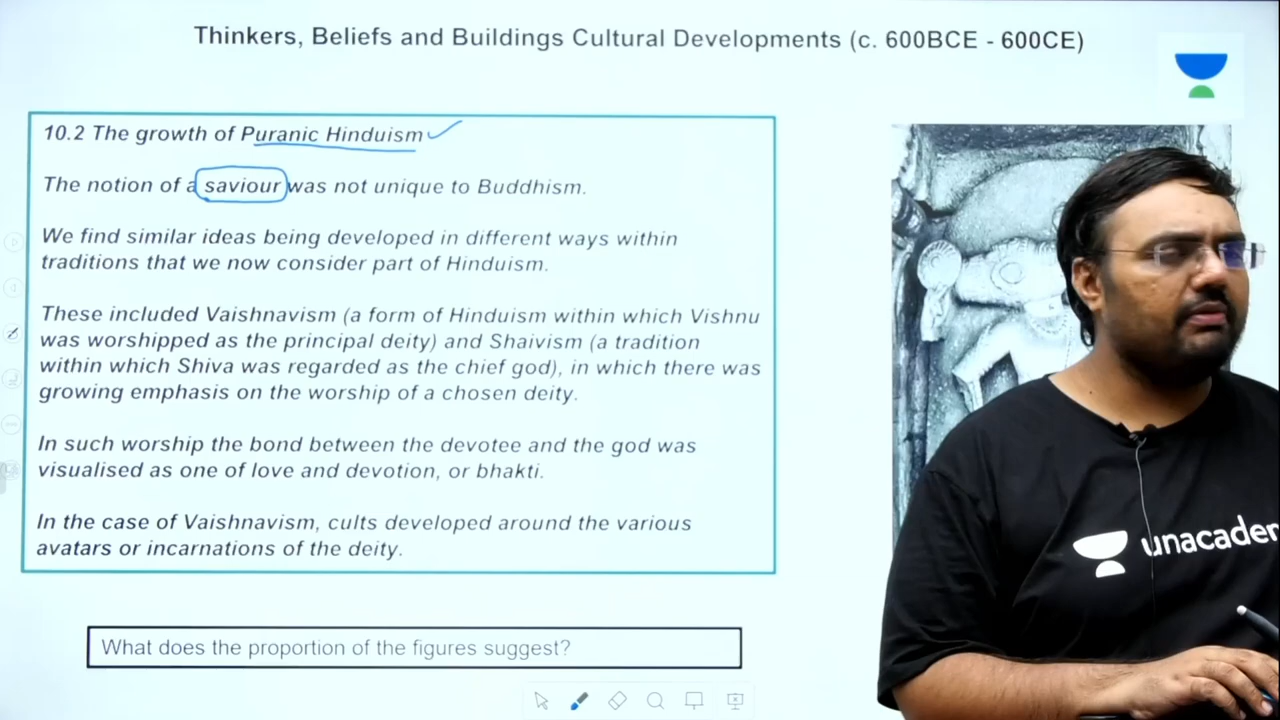 Thinkers, Beliefs and Buildings Cultural Developments (c. 600BCE - 600CE)
10.2 The growth of Puranic Hinduism
The notion of a saviour was not unique to Buddhism.
We find similar ideas being developed in different ways within
traditions that we now consider part of Hinduism.
These included Vaishnavism (a form of Hinduism within which Vishnu
was worshipped as the principal deity) and Shaivism (a tradition
within which Shiva was regarded as the chief god), in which there was
growing emphasis on the worship of a chosen deity.
In such worship the bond between the devotee and the god was
visualised as one of love and devotion, or bhakti.
In the case of Vaishnavism, cults developed around the various
avatars or incarnations of the deity.
What does the proportion of the figures suggest?
unacadem